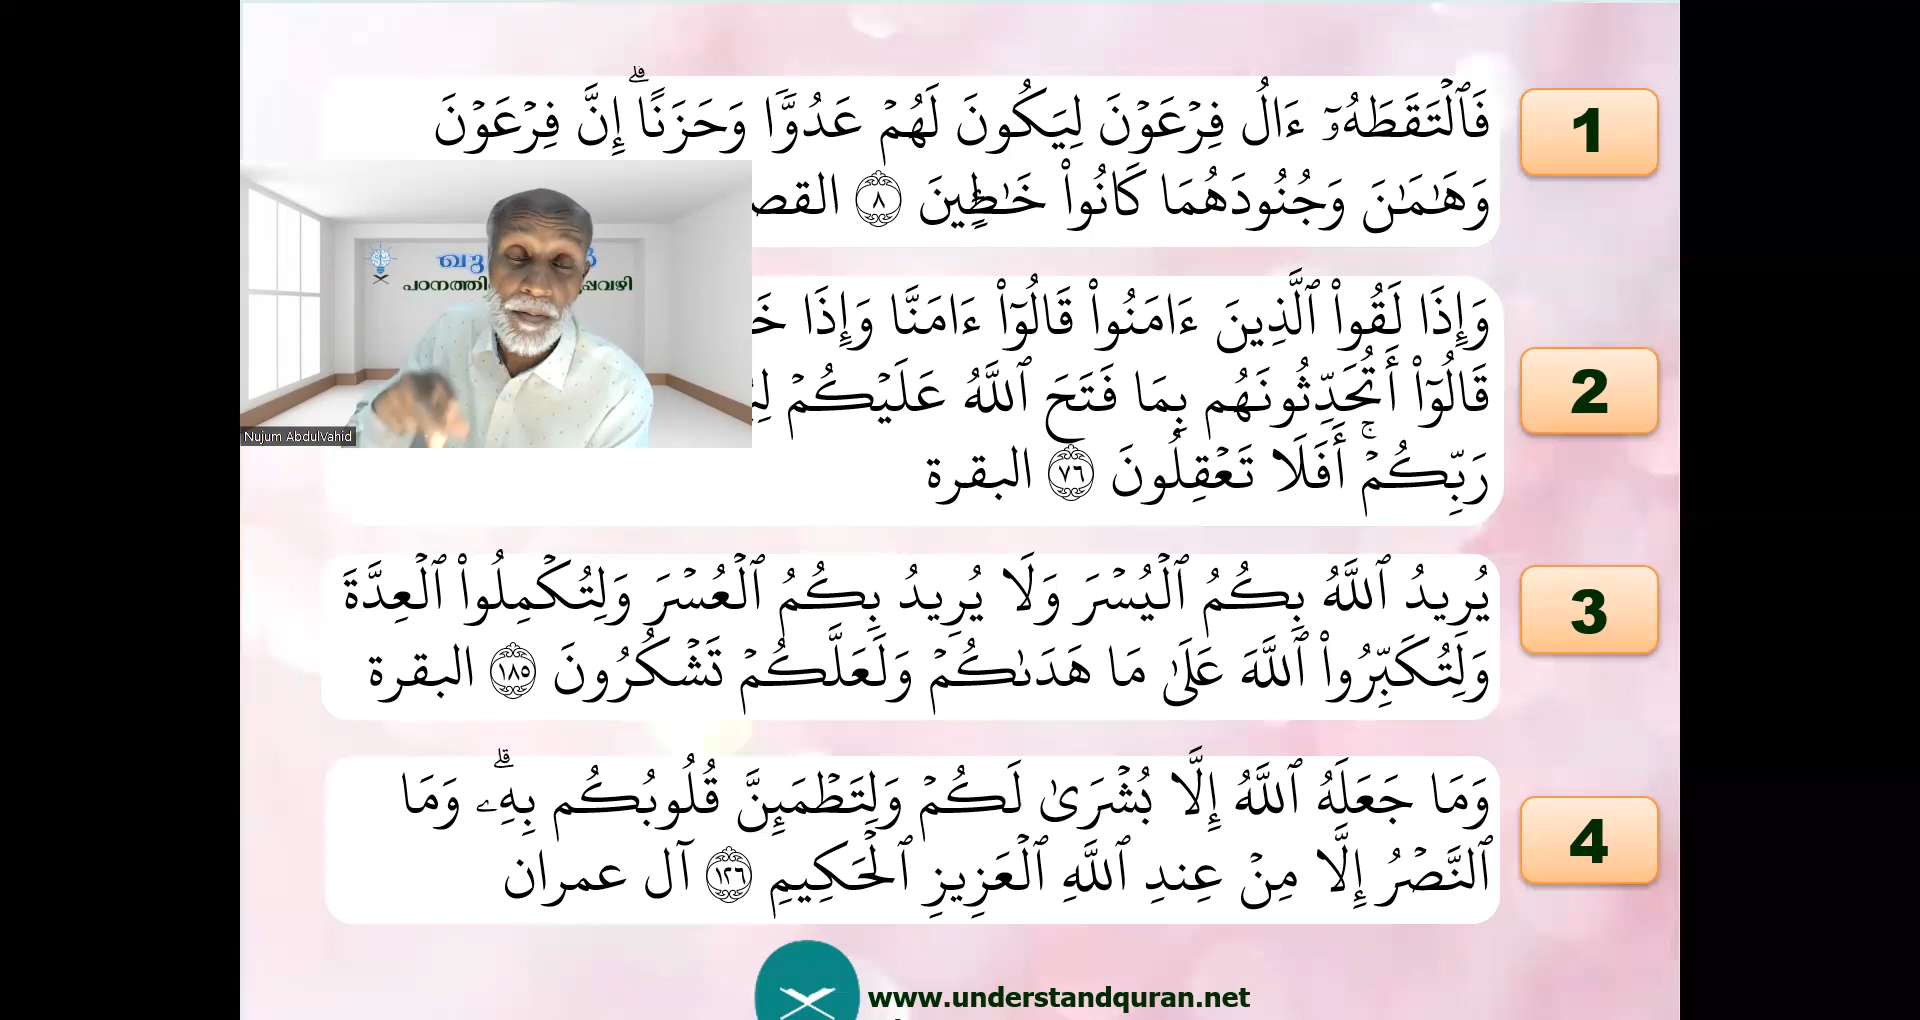 فَٱلۡتَقَطَهُۥٓ ءَالُ فِرۡعَوۡنَ لِيَكُونَ لَهُمۡ عَدُوّٗا وَحَزَنًاۗ إِنَّ فِرۡعَوۡنَ
وَهَٰمَٰنَ وَجُنُودَهُمَا كَانُواْ خَٰطِـِٔينَ ٨
1
وَإِذَا لَقُواْ ٱلَّذِينَ ءَامَنُواْ قَالُوٓاْ ءَامَنَّا وَإِذَا
قَالُوٓاْ أَتُحَدِّثُونَهُم بِمَا فَتَحَ ٱللَّهُ عَلَيۡكُمۡ
رَبِّكُمۡۚ أَفَلَا تَعۡقِلُونَ ٧٦ البقرة
2
يُرِيدُ ٱللَّهُ بِكُمُ ٱلۡيُسۡرَ وَلَا يُرِيدُ بِكُمُ ٱلۡعُسۡرَ وَلِتُكۡمِلُواْ ٱلۡعِدَّةَ
وَلِتُكَبِّرُواْ ٱللَّهَ عَلَىٰ مَا هَدَىٰكُمۡ وَلَعَلَّكُمۡ تَشۡكُرُونَ ١٨٥ البقرة
3
وَمَا جَعَلَهُ ٱللَّهُ إِلَّا بُشۡرَىٰ لَكُمۡ وَلِتَطۡمَئِنَّ قُلُوبُكُم بِهِۦۗ وَمَا
ٱلنَّصۡرُ إِلَّا مِنۡ عِندِ ٱللَّهِ ٱلۡعَزِيزِ ٱلۡحَكِيمِ ١٢٦ آل عمران
4
Nujum AbdulVahid
www.understandquran.net